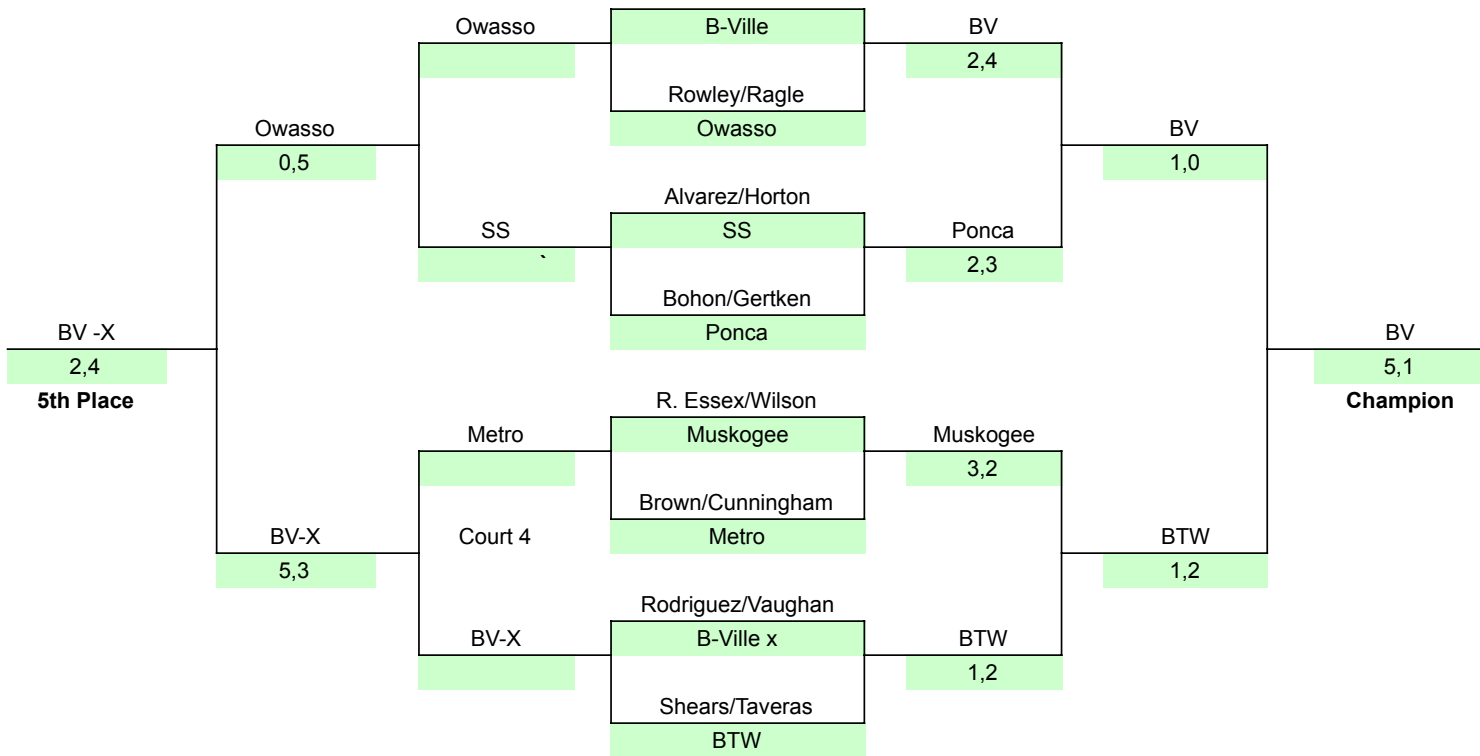 Owasso B-Ville BV
2,4
Rowley/Ragle
Owasso Owasso BV
0,5 1,0
Alvarez/Horton
SS SS Ponca
` 2,3
Bohon/Gertken
BV -X Ponca BV
2,4 5,1
5th Place R. Essex/Wilson Champion
Metro Muskogee Muskogee
3,2
Brown/Cunningham
BV-X Court 4 Metro BTW
5,3 1,2
Rodriguez/Vaughan
BV-X B-Ville x BTW
1,2
Shears/Taveras
BTW